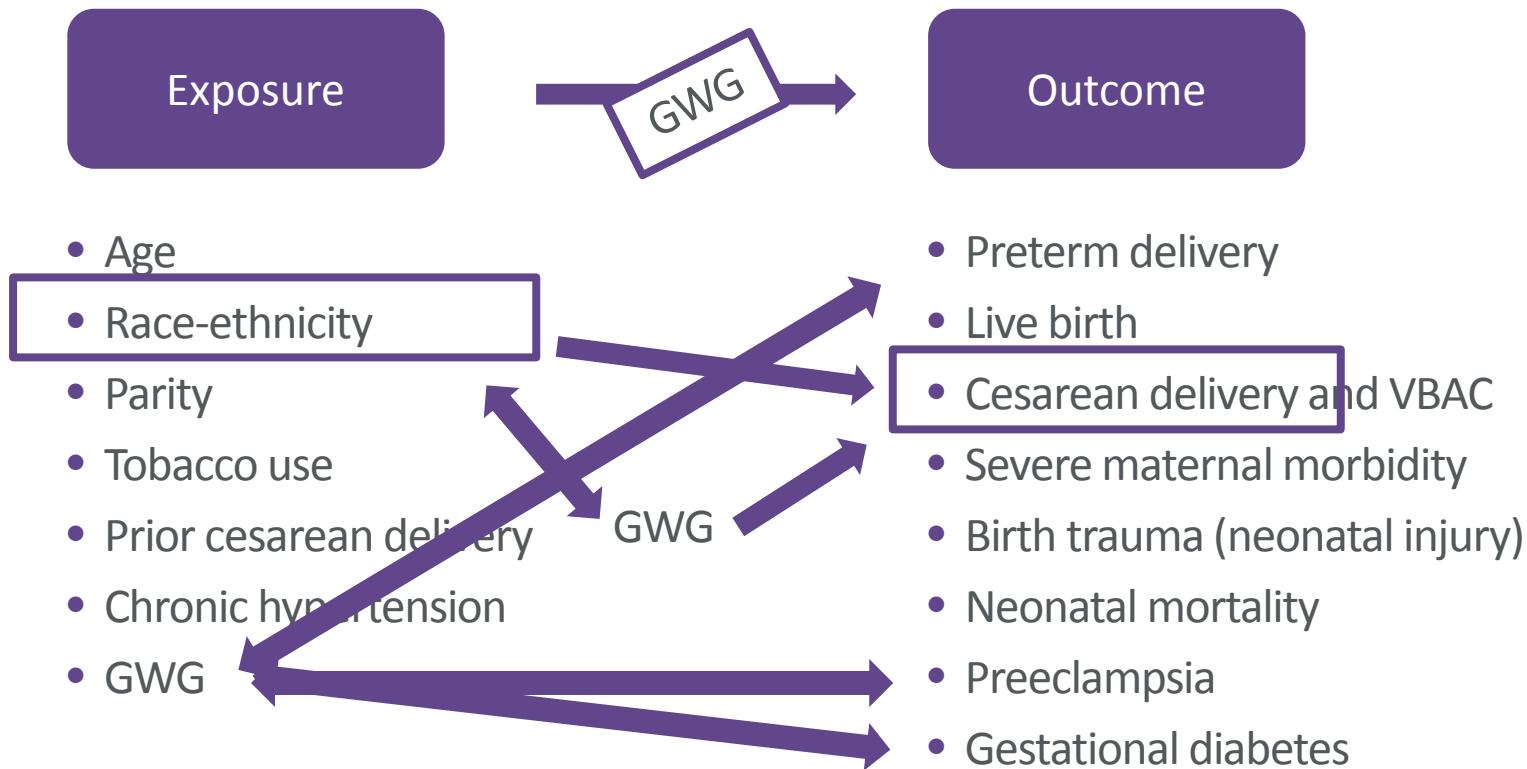 Exposure
GWG
Outcome
• Age
• Race-ethnicity
• Parity
• Tobacco use
• Prior cesarean delivery
• Chronic hypertension
• GWG
GWG
• Preterm delivery
• Live birth
• Cesarean delivery and VBAC
• Severe maternal morbidity
• Birth trauma (neonatal injury)
• Neonatal mortality
• Preeclampsia
• Gestational diabetes